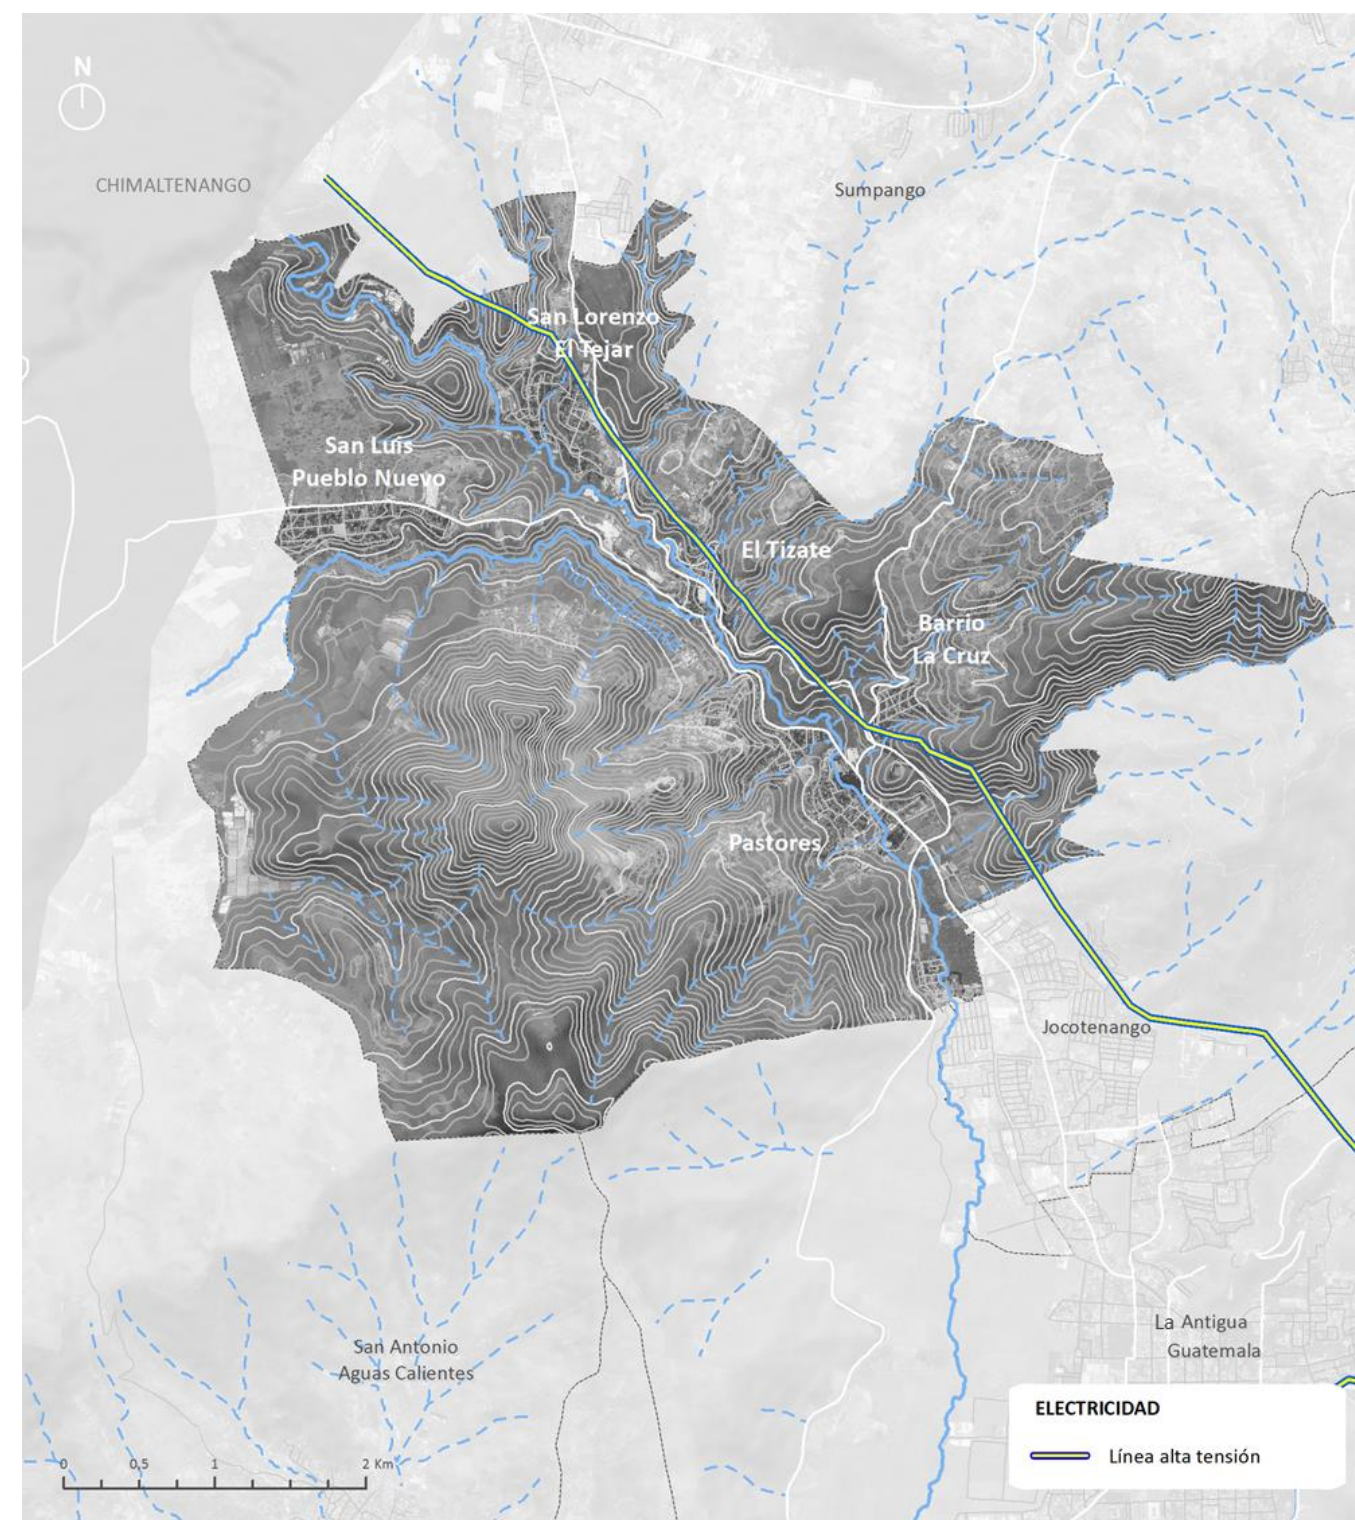 N
CHIMALTENANGO
Sumpango
San Lorenzo
El Tejar
San Luis
Pueblo Nuevo
El Tizate
Barrio
La Cruz
Pastores
Jocotenango
La Antigua
Guatemala
San Antonio
Aguas Calientes
ELECTRICIDAD
Línea alta tensión
0 0,5 1 2 Km